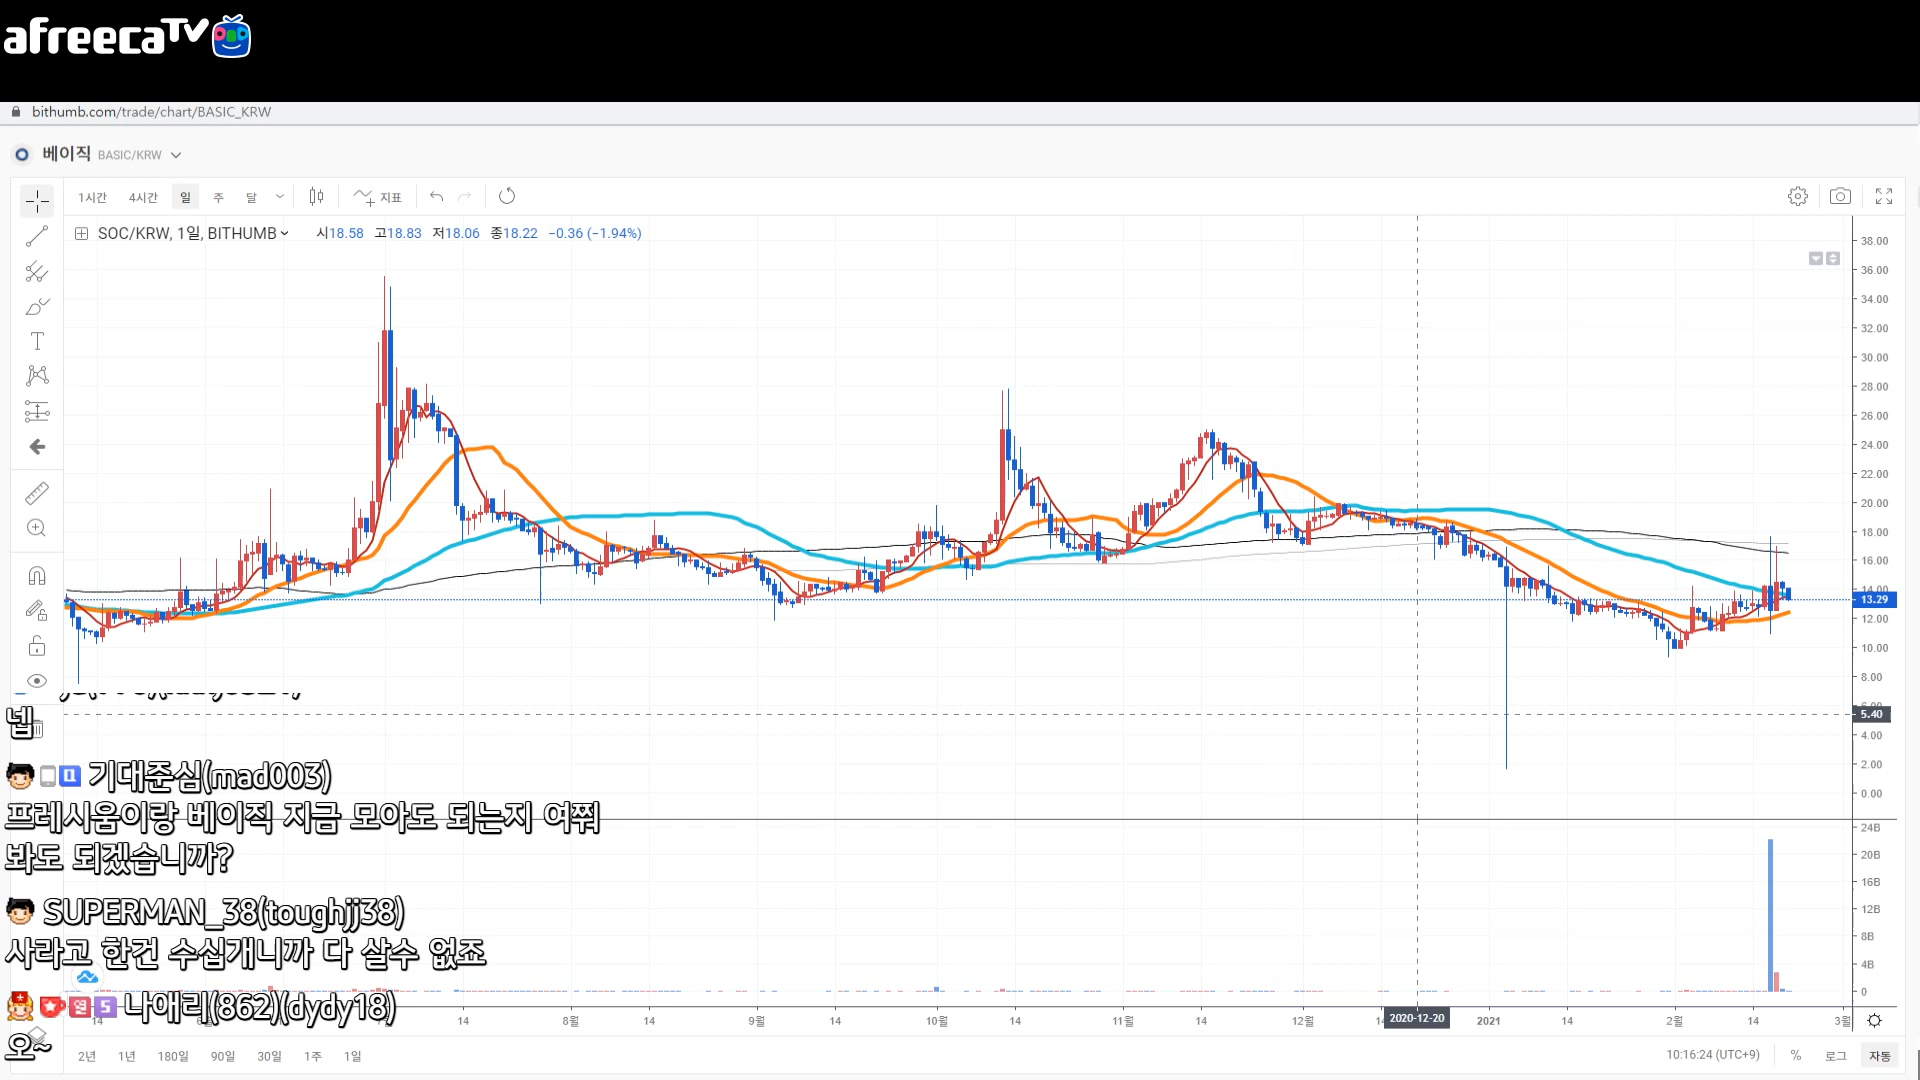 afreecaTV
bithumb.com/trade/chart/BASIC_KRW
베이직 BASIC/KRW
1시간 4시간 일 주 달 지표
SOC/KRW, 1일, BITHUMB 시18.58 고18.83 저18.06 종18.22 −0.36 (−1.94%)
38.00
36.00
34.00
32.00
30.00
28.00
26.00
24.00
22.00
20.00
18.00
16.00
14.00
13.29
12.00
10.00
8.00
6.00
5.40
4.00
2.00
0.00
넵
기대준심(mad003)
프레시움이랑 베이직 지금 모아도 되는지 여쭤
봐도 되겠습니까?
SUPERMAN_38(toughjj38)
사라고 한건 수십개니까 다 살수 없죠
열 5 나애리(862)(dydy18)
오~
24B
20B
16B
12B
8B
4B
0
14 14 8월 14 9월 14 10월 14 11월 14 12월 2020-12-20 2021 14 2월 14 3월
2년 1년 180일 90일 30일 1주 1일 10:16:24 (UTC+9) % 로그 자동